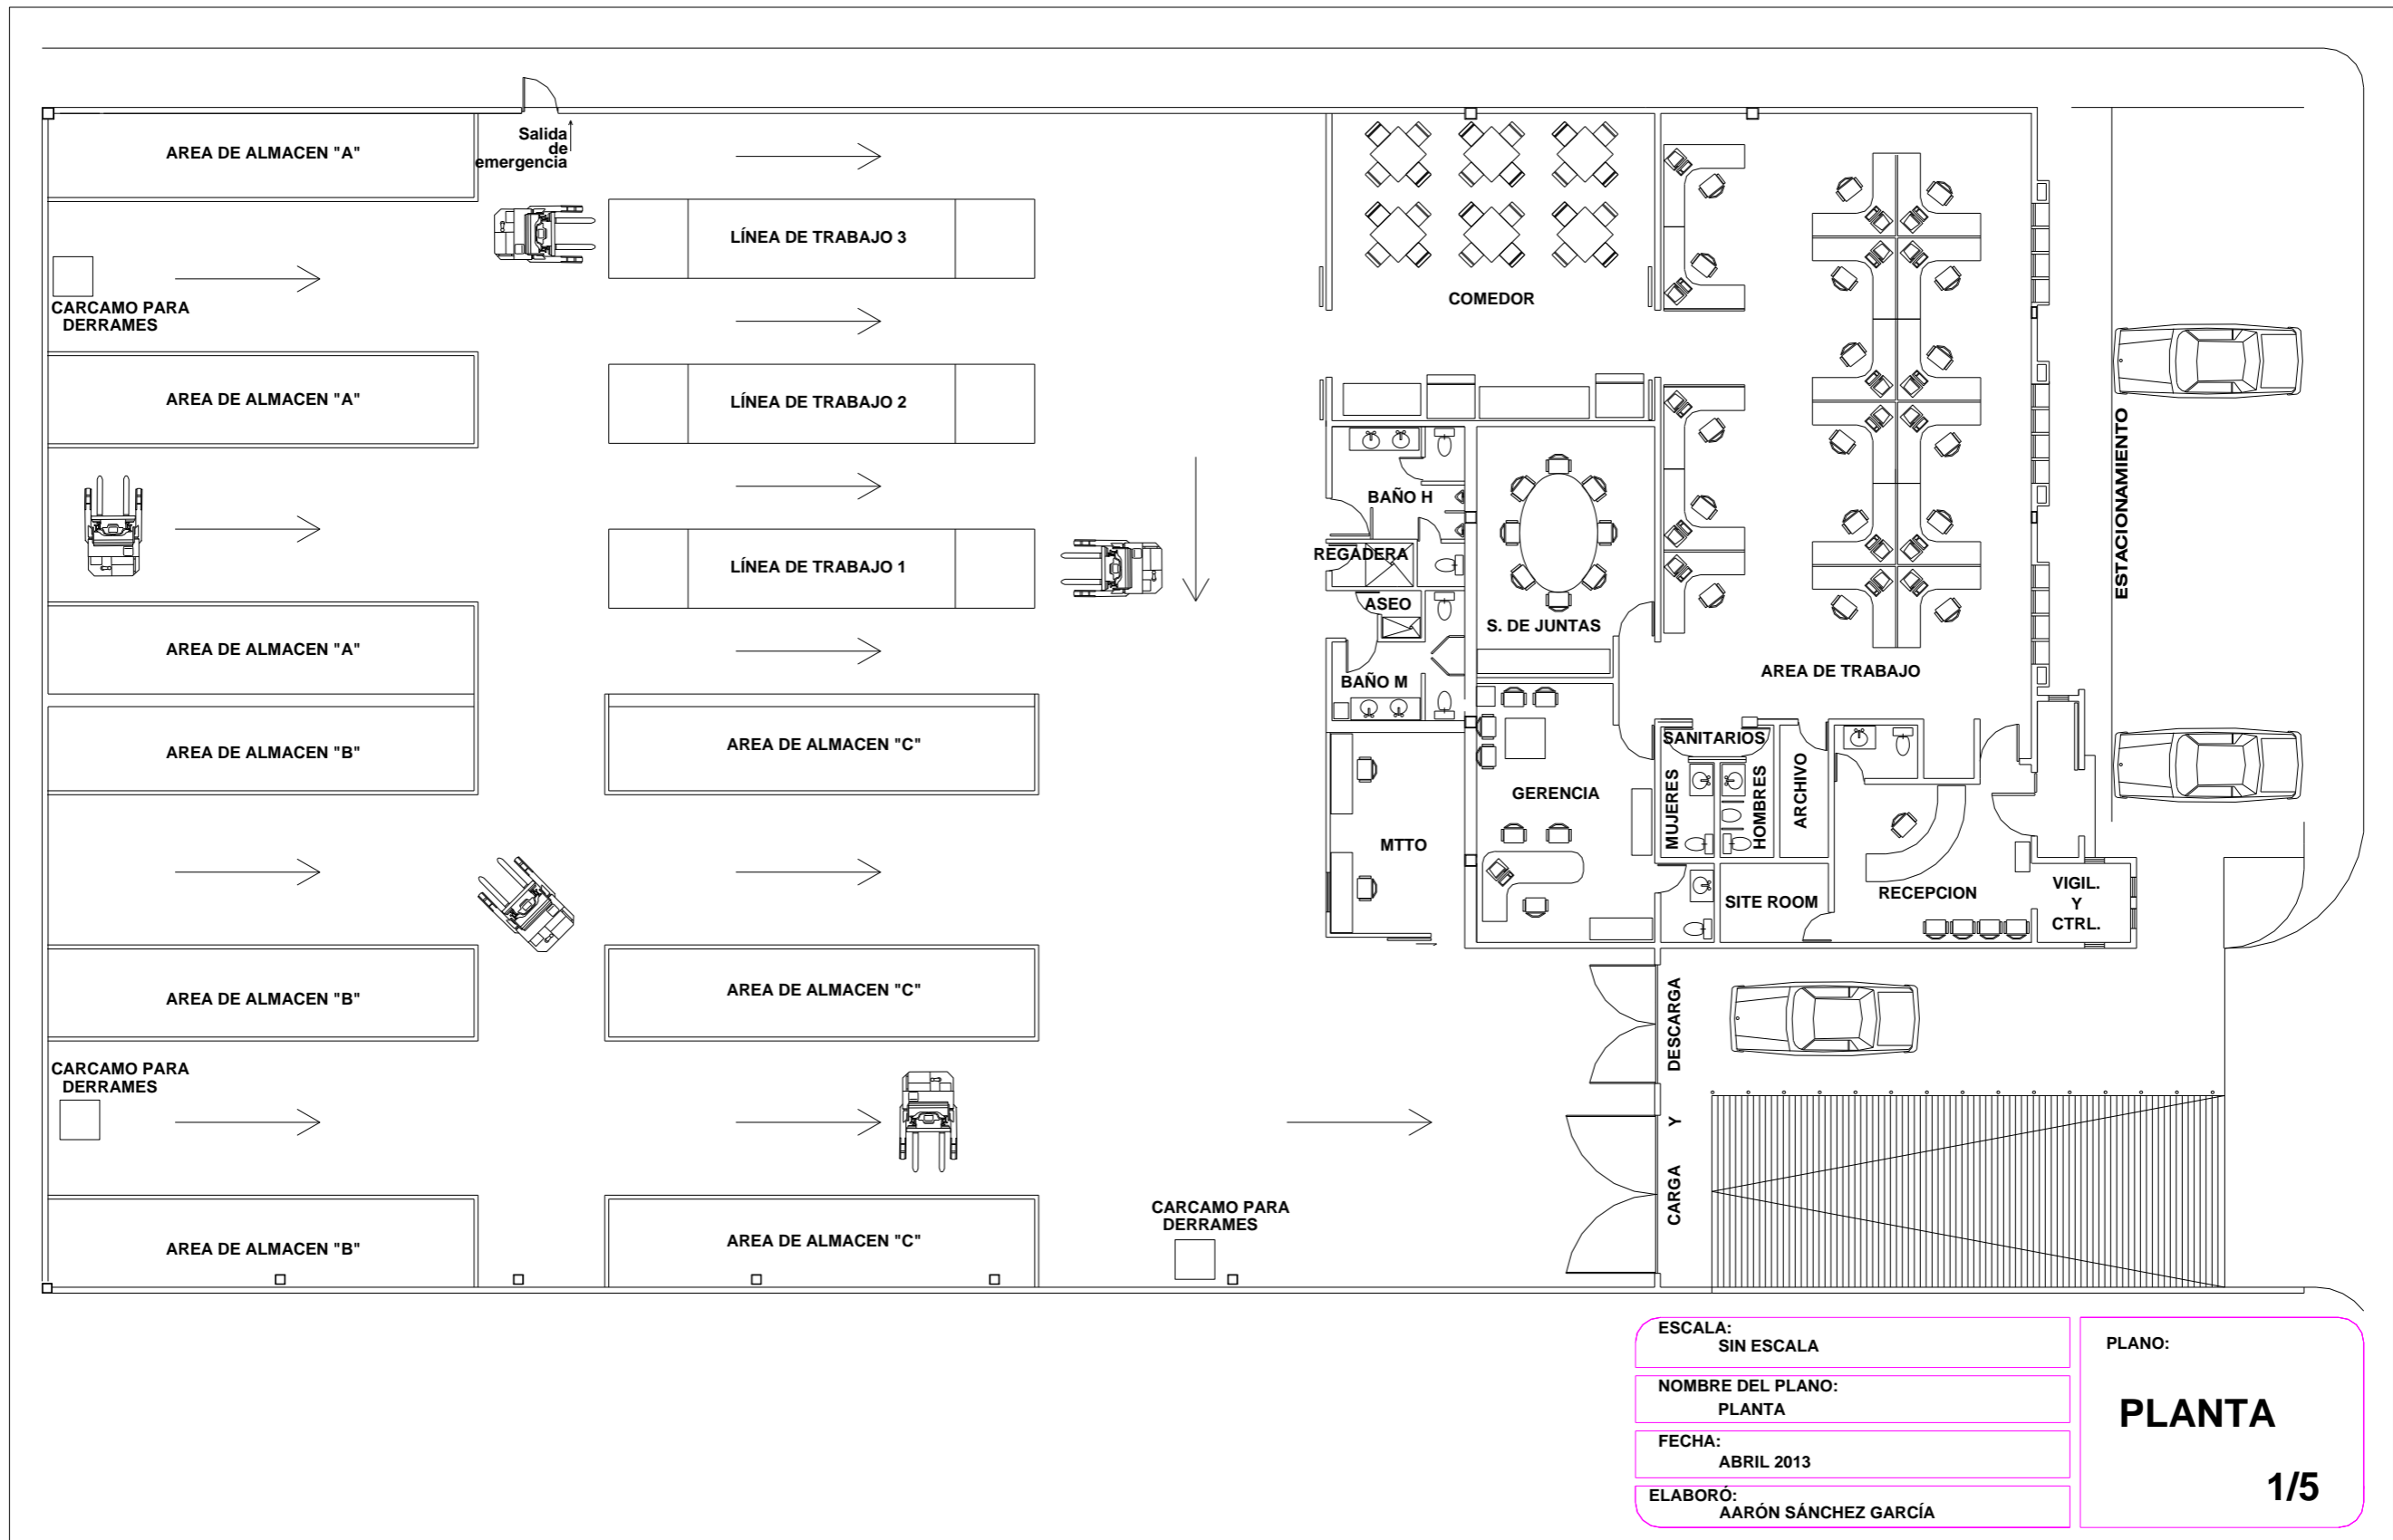 AREA DE ALMACEN "A"
Salida
de
emergencia
LÍNEA DE TRABAJO 3
CARCAMO PARA
DERRAMES
COMEDOR
AREA DE ALMACEN "A"
LÍNEA DE TRABAJO 2
ESTACIONAMIENTO
BAÑO H
REGADERA
LÍNEA DE TRABAJO 1
ASEO
S. DE JUNTAS
AREA DE ALMACEN "A"
AREA DE TRABAJO
BAÑO M
AREA DE ALMACEN "B"
AREA DE ALMACEN "C"
SANITARIOS
MUJERES
HOMBRES
ARCHIVO
GERENCIA
MTTO
SITE ROOM
RECEPCION
VIGIL.
Y
CTRL.
AREA DE ALMACEN "B"
AREA DE ALMACEN "C"
CARGA Y DESCARGA
CARCAMO PARA
DERRAMES
CARCAMO PARA
DERRAMES
AREA DE ALMACEN "B"
AREA DE ALMACEN "C"
ESCALA:
SIN ESCALA
NOMBRE DEL PLANO:
PLANTA
FECHA:
ABRIL 2013
ELABORÓ:
AARÓN SÁNCHEZ GARCÍA
PLANO:
PLANTA
1/5